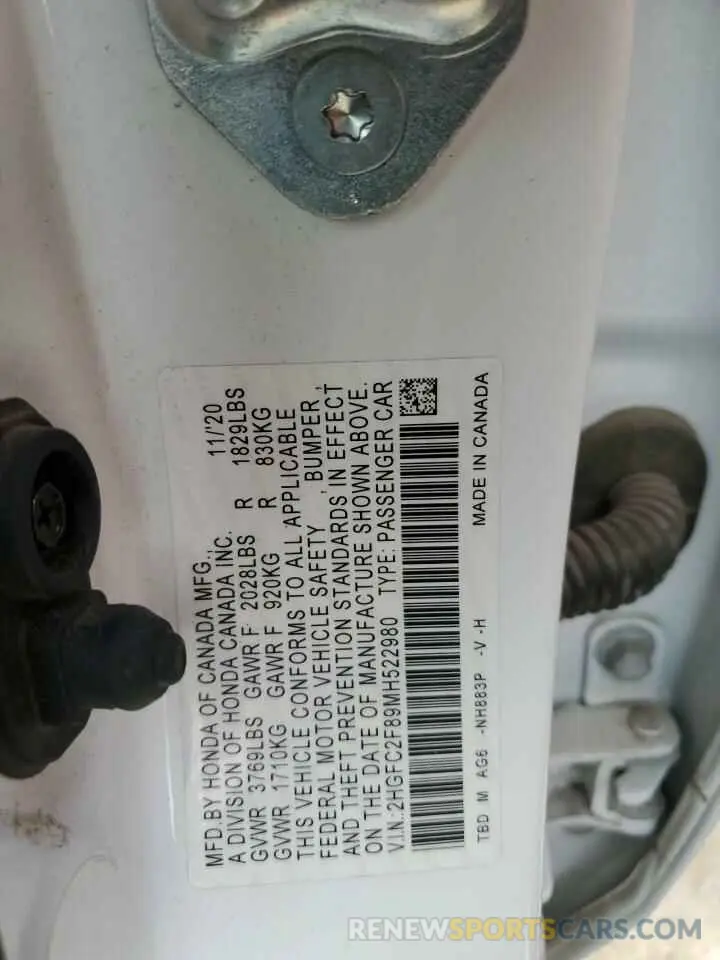 MFD. BY HONDA OF CANADA MFG., 11/'20
A DIVISION OF HONDA CANADA INC.
GVWR 3769LBS GAWR F 2028LBS R 1829LBS
GVWR 1710KG GAWR F 920KG R 830KG
THIS VEHICLE CONFORMS TO ALL APPLICABLE
FEDERAL MOTOR VEHICLE SAFETY , BUMPER ,
AND THEFT PREVENTION STANDARDS, IN EFFECT
ON THE DATE OF MANUFACTURE SHOWN ABOVE.
V.I.N.:2HGFC2F89MH522980 TYPE: PASSENGER CAR
TBD M AG6 -NH883P -V -H MADE IN CANADA
RENEWSPORTSCARS.COM